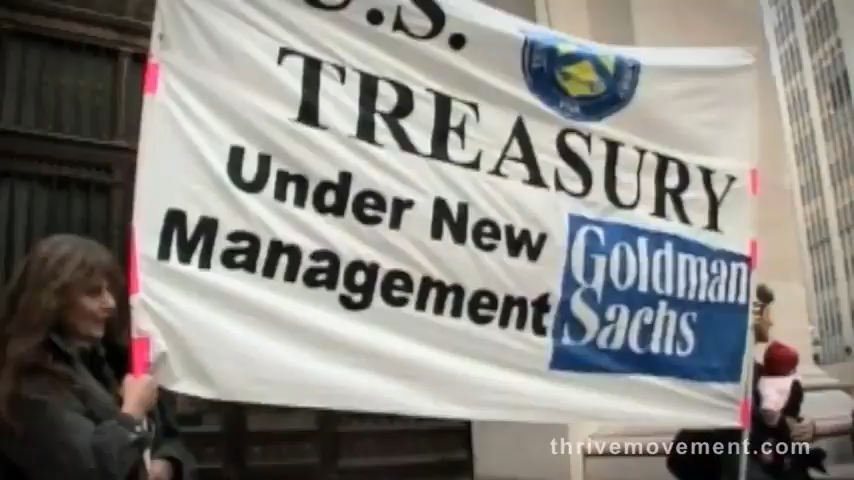 U.S.
TREASURY
Under New
Management
Goldman
Sachs
thrivemovement.com